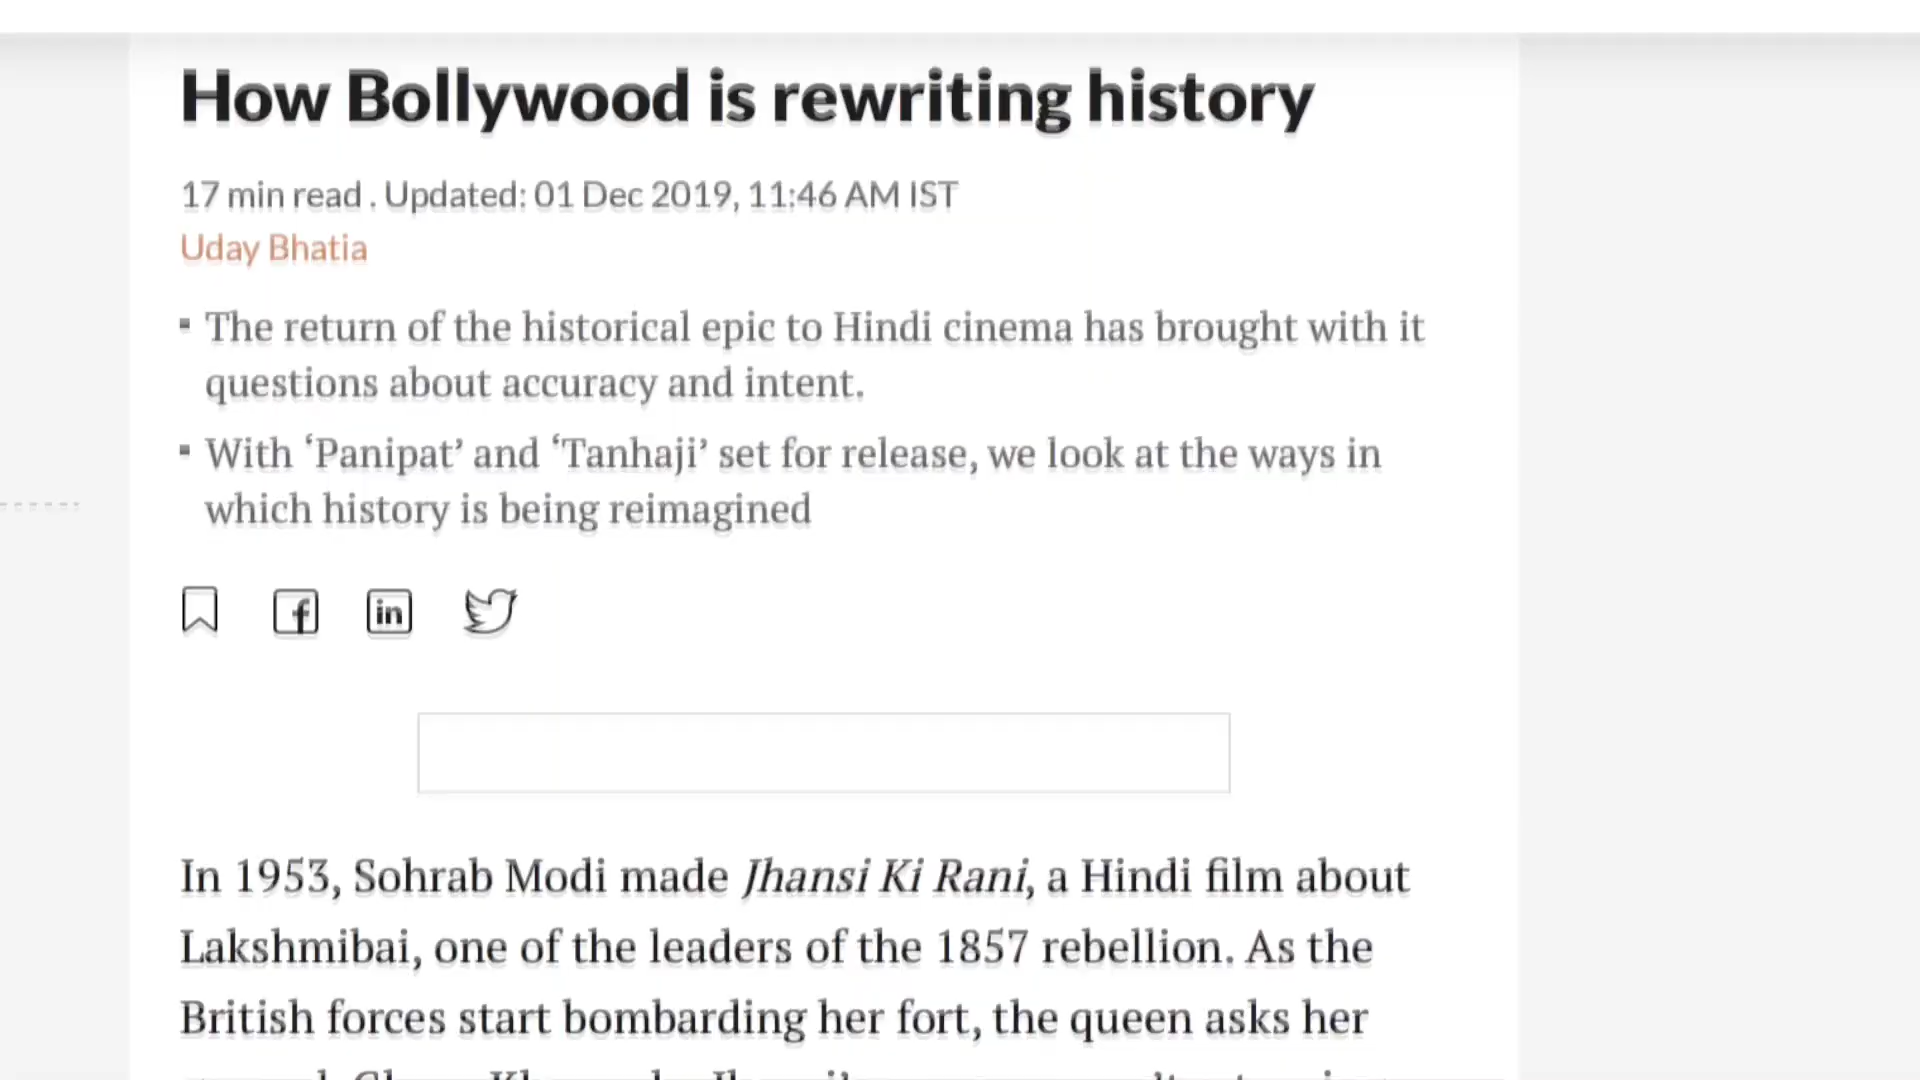 How Bollywood is rewriting history
17 min read . Updated: 01 Dec 2019, 11:46 AM IST
Uday Bhatia
▪ The return of the historical epic to Hindi cinema has brought with it
questions about accuracy and intent.
▪ With ‘Panipat’ and ‘Tanhaji’ set for release, we look at the ways in
which history is being reimagined
f in
In 1953, Sohrab Modi made Jhansi Ki Rani, a Hindi film about
Lakshmibai, one of the leaders of the 1857 rebellion. As the
British forces start bombarding her fort, the queen asks her